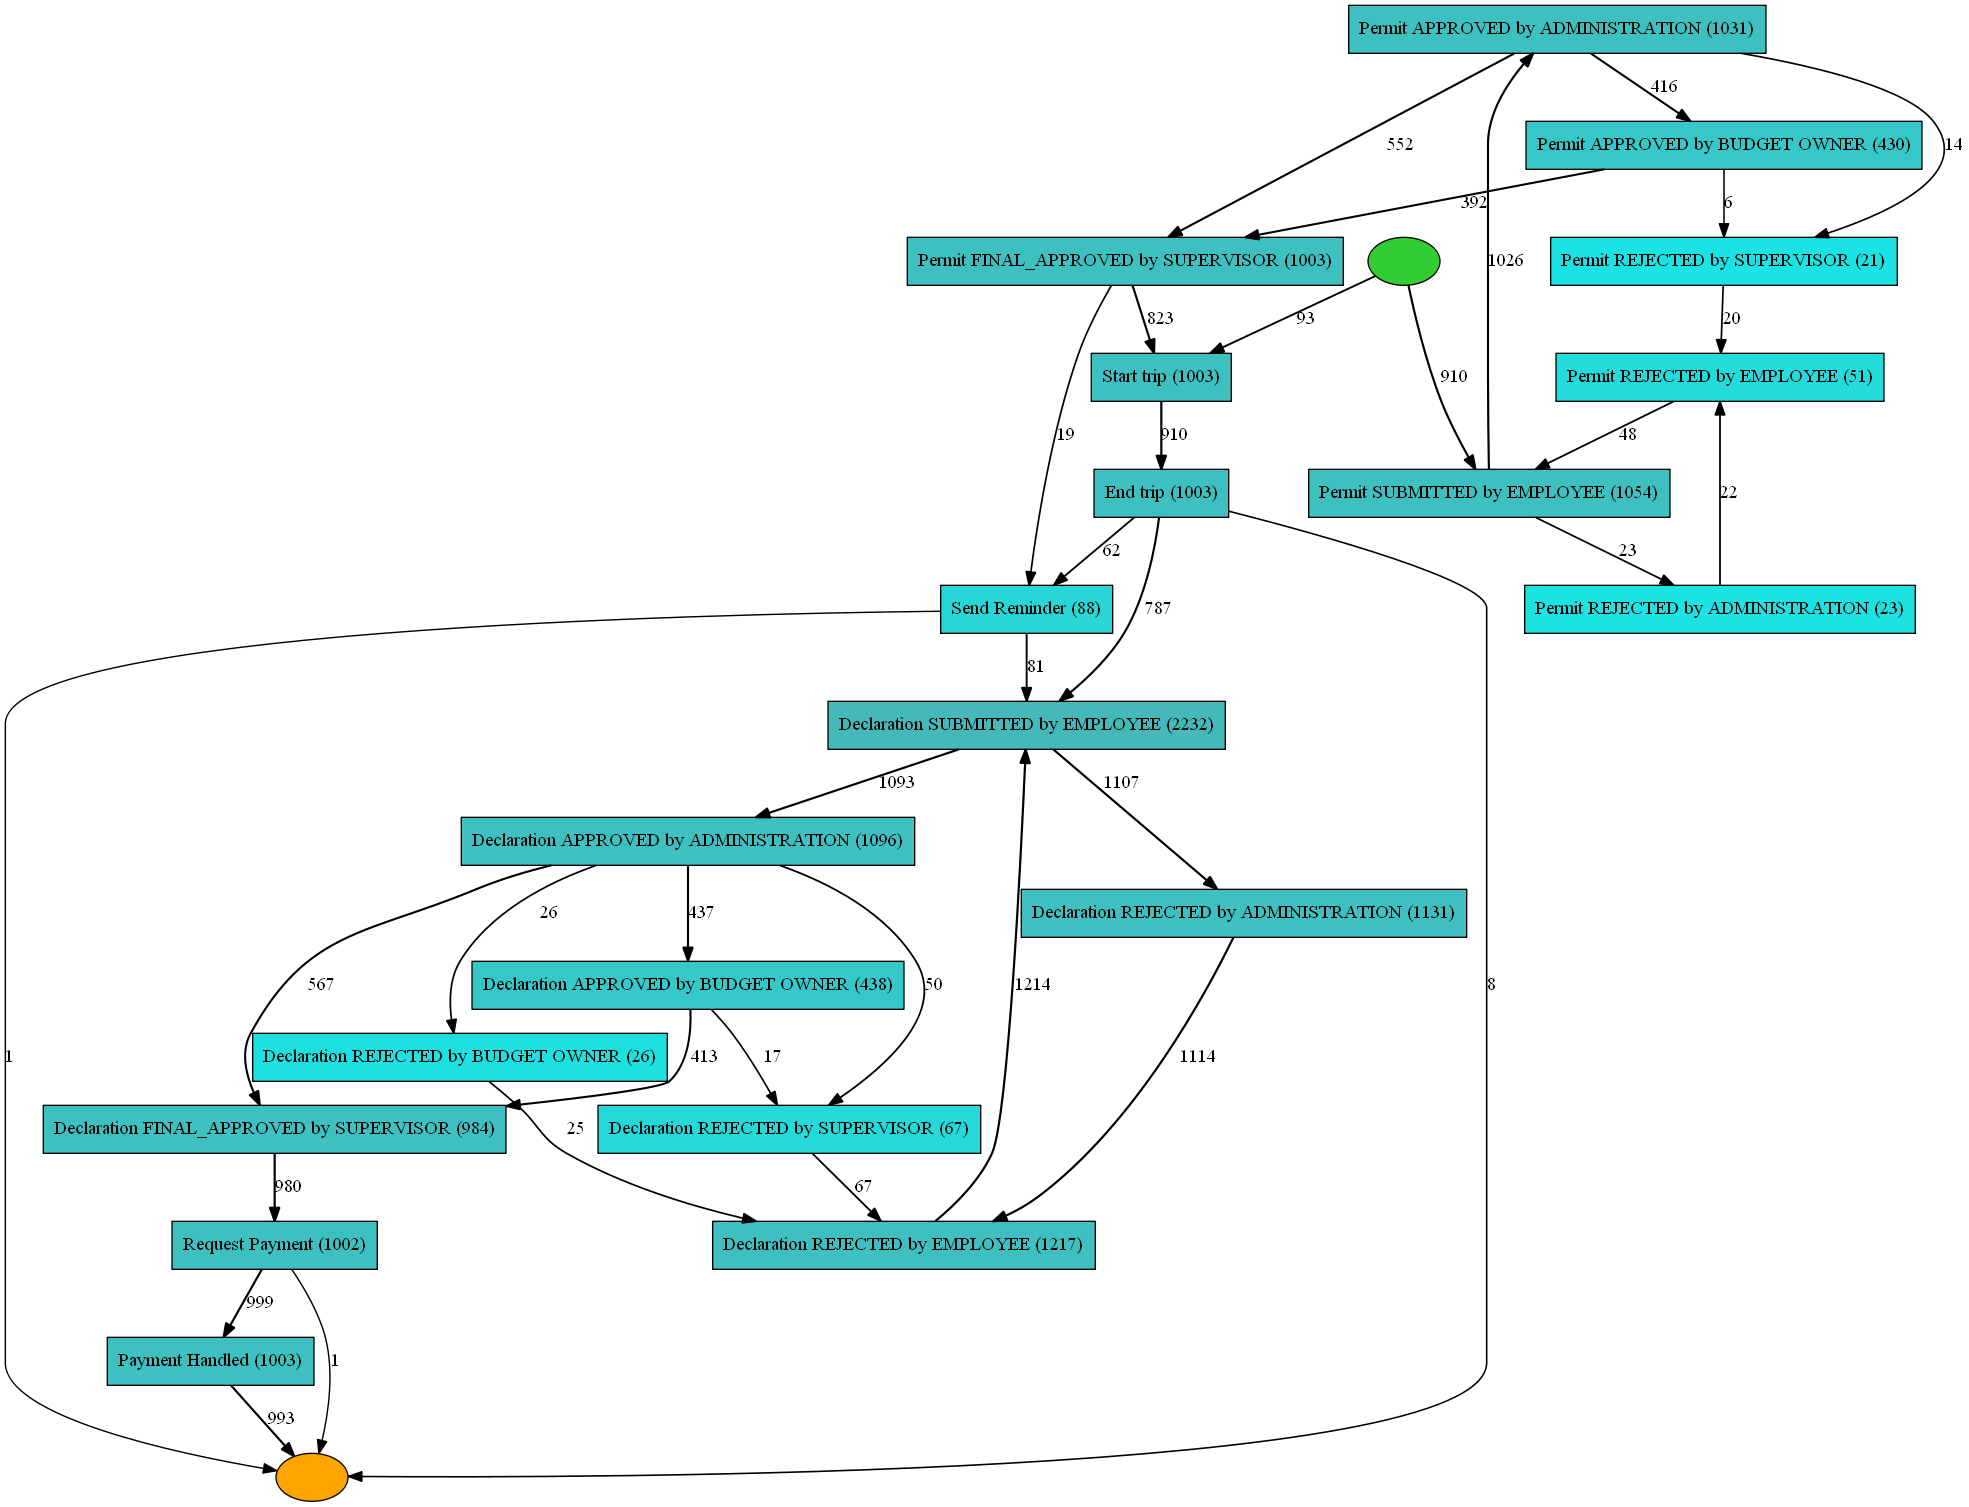 Permit APPROVED by ADMINISTRATION (1031)
416
552
Permit APPROVED by BUDGET OWNER (430)
14
392
6
Permit FINAL_APPROVED by SUPERVISOR (1003)
Permit REJECTED by SUPERVISOR (21)
1026
823
93
20
Start trip (1003)
910
Permit REJECTED by EMPLOYEE (51)
19
910
48
End trip (1003)
Permit SUBMITTED by EMPLOYEE (1054)
22
62
23
Send Reminder (88)
787
Permit REJECTED by ADMINISTRATION (23)
81
Declaration SUBMITTED by EMPLOYEE (2232)
1093
1107
Declaration APPROVED by ADMINISTRATION (1096)
26
437
Declaration REJECTED by ADMINISTRATION (1131)
567
Declaration APPROVED by BUDGET OWNER (438)
50
1214
8
1
Declaration REJECTED by BUDGET OWNER (26)
413
17
1114
Declaration FINAL_APPROVED by SUPERVISOR (984)
25
Declaration REJECTED by SUPERVISOR (67)
980
67
Request Payment (1002)
Declaration REJECTED by EMPLOYEE (1217)
999
Payment Handled (1003)
1
993